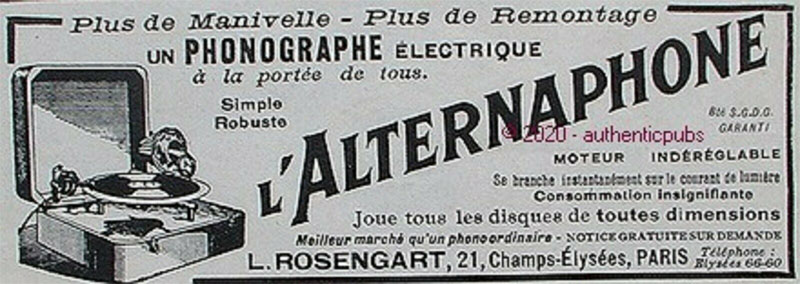 Plus de Manivelle - Plus de Remontage
UN PHONOGRAPHE ÉLECTRIQUE
à la portée de tous.
Simple
Robuste
L'ALTERNAPHONE
Bté S.G.D.G.
GARANTI
© 2020 - authenticpubs
MOTEUR INDÉRÉGLABLE
Se branche instantanément sur le courant de lumière
Consommation insignifiante
Joue tous les disques de toutes dimensions
Meilleur marché qu'un phono ordinaire - NOTICE GRATUITE SUR DEMANDE
L. ROSENGART, 21, Champs-Élysées, PARIS Téléphone :
Elysées 66-60